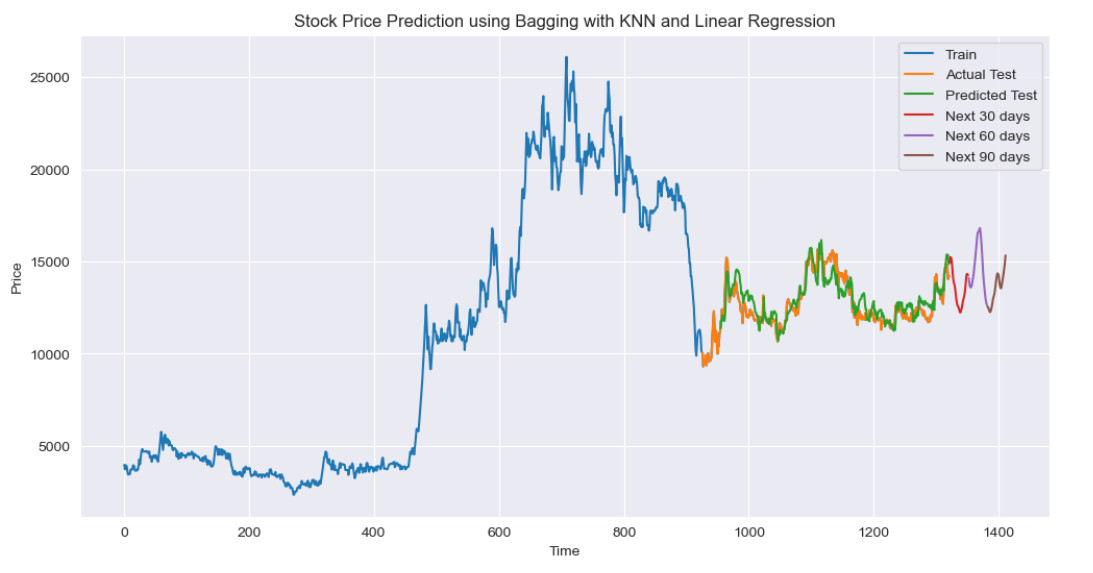 Stock Price Prediction using Bagging with KNN and Linear Regression
Train
Actual Test
Predicted Test
Next 30 days
Next 60 days
Next 90 days
25000
20000
15000
10000
5000
Price
0 200 400 600 800 1000 1200 1400
Time